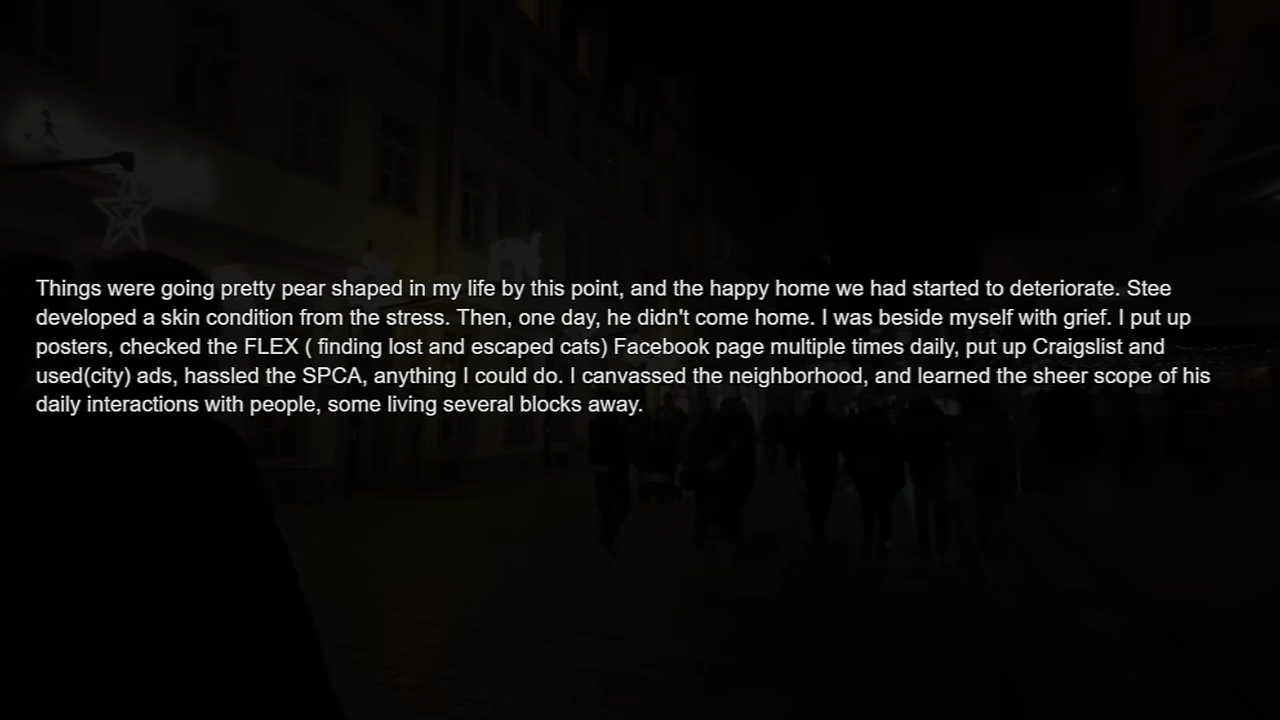 Things were going pretty pear shaped in my life by this point, and the happy home we had started to deteriorate. Stee
developed a skin condition from the stress. Then, one day, he didn't come home. I was beside myself with grief. I put up
posters, checked the FLEX ( finding lost and escaped cats) Facebook page multiple times daily, put up Craigslist and
used(city) ads, hassled the SPCA, anything I could do. I canvassed the neighborhood, and learned the sheer scope of his
daily interactions with people, some living several blocks away.